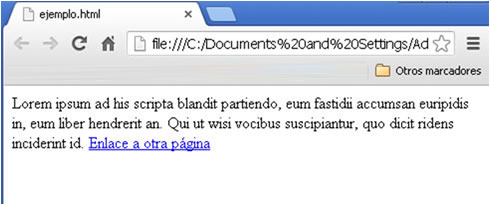 ejemplo.html
file:///C:/Documents%20and%20Settings/Ad
Otros marcadores
Lorem ipsum ad his scripta blandit partiendo, eum fastidii accumsan euripidis
in, eum liber hendrerit an. Qui ut wisi vocibus suscipiantur, quo dicit ridens
inciderint id. Enlace a otra página